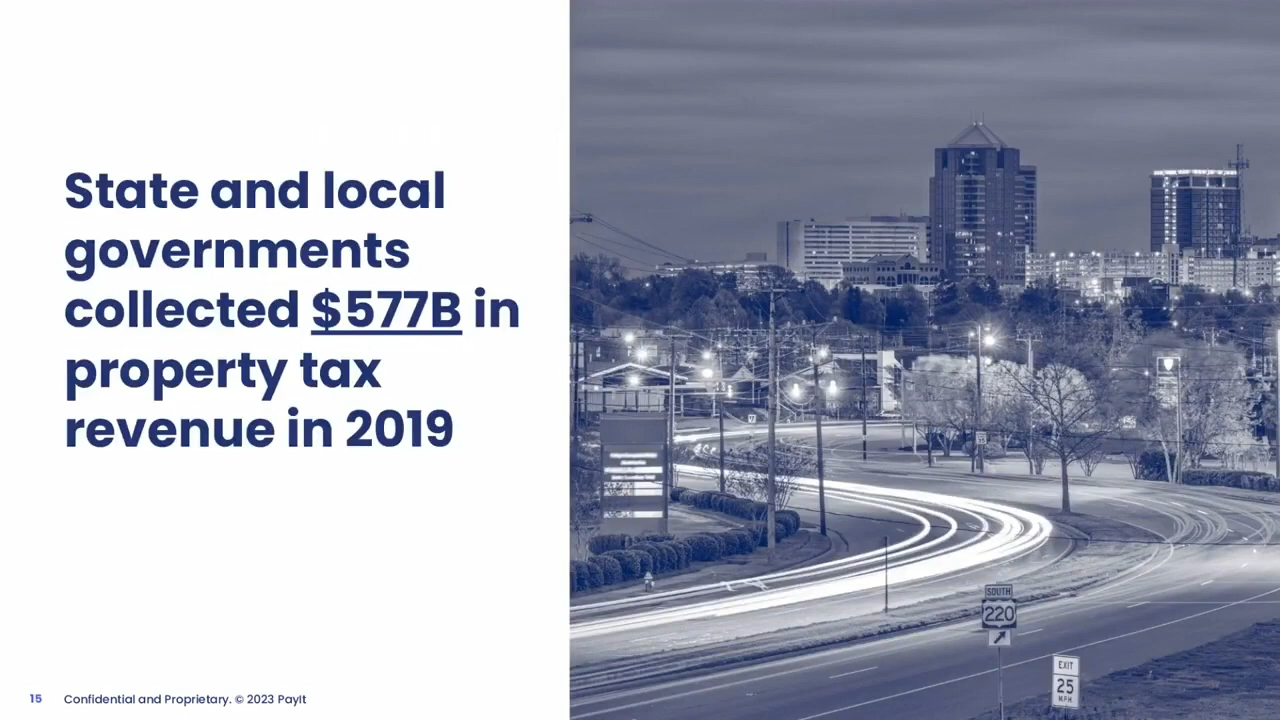 State and local
governments
collected $577B in
property tax
revenue in 2019
SOUTH
220
EXIT
25
M.P.H.
15 Confidential and Proprietary. © 2023 PayIt